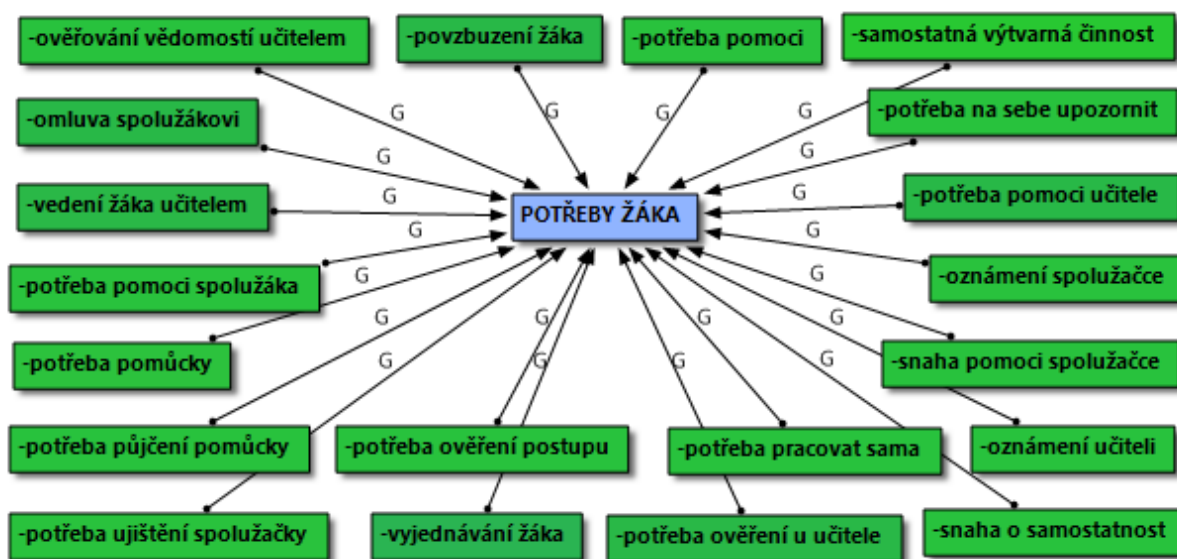 -ověřování vědomostí učitelem
-povzbuzení žáka
-potřeba pomoci
-samostatná výtvarná činnost
G
G
G
G
-omluva spolužákovi
-potřeba na sebe upozornit
G
G
-vedení žáka učitelem
G
POTŘEBY ŽÁKA
G
-potřeba pomoci učitele
G
G
-potřeba pomoci spolužáka
-oznámení spolužačce
G
G
-potřeba pomůcky
G
G
G
G
-snaha pomoci spolužačce
G
G
G
G
-potřeba půjčení pomůcky
-potřeba ověření postupu
-potřeba pracovat sama
-oznámení učiteli
-potřeba ujištění spolužačky
-vyjednávání žáka
-potřeba ověření u učitele
-snaha o samostatnost